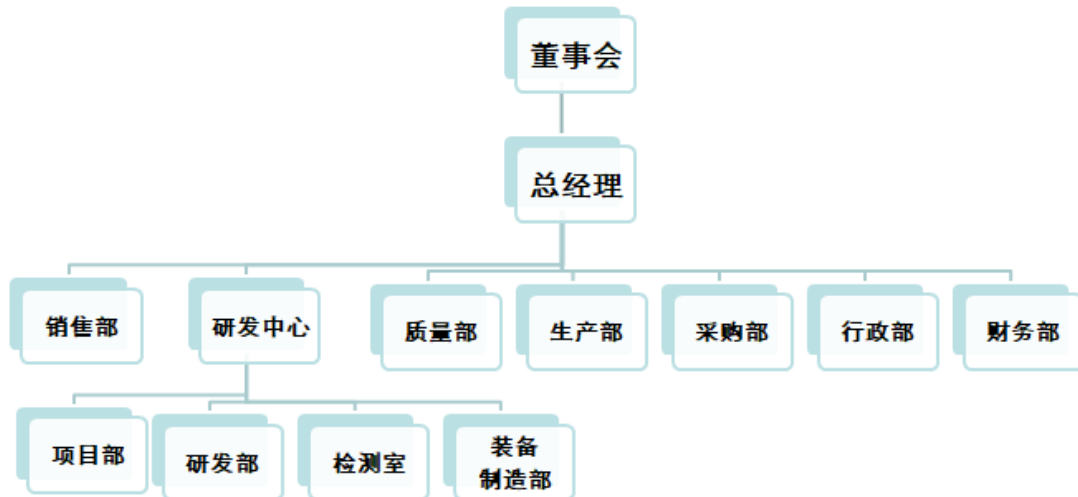 董事会
总经理
销售部
研发中心
质量部
生产部
采购部
行政部
财务部
项目部
研发部
检测室
装备
制造部